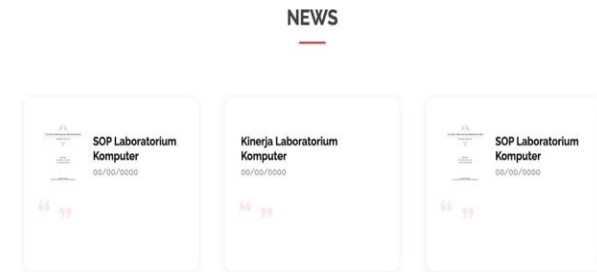 NEWS
SOP Laboratorium
Komputer
00/00/0000
“ ”
Kinerja Laboratorium
Komputer
00/00/0000
“ ”
SOP Laboratorium
Komputer
00/00/0000
“ ”